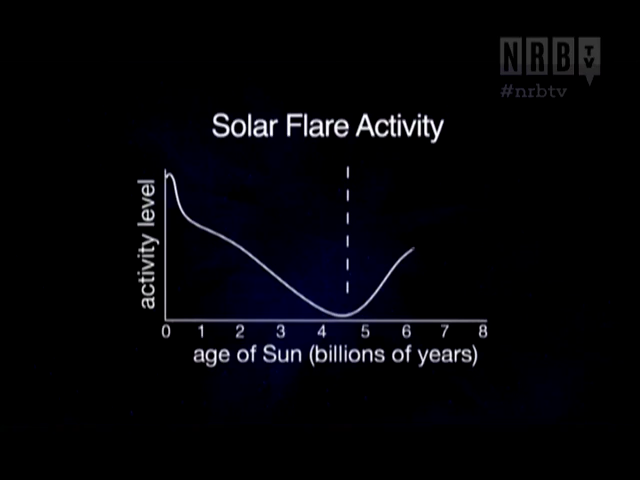 NRB TV
#nrbtv
Solar Flare Activity
activity level
0 1 2 3 4 5 6 7 8
age of Sun (billions of years)